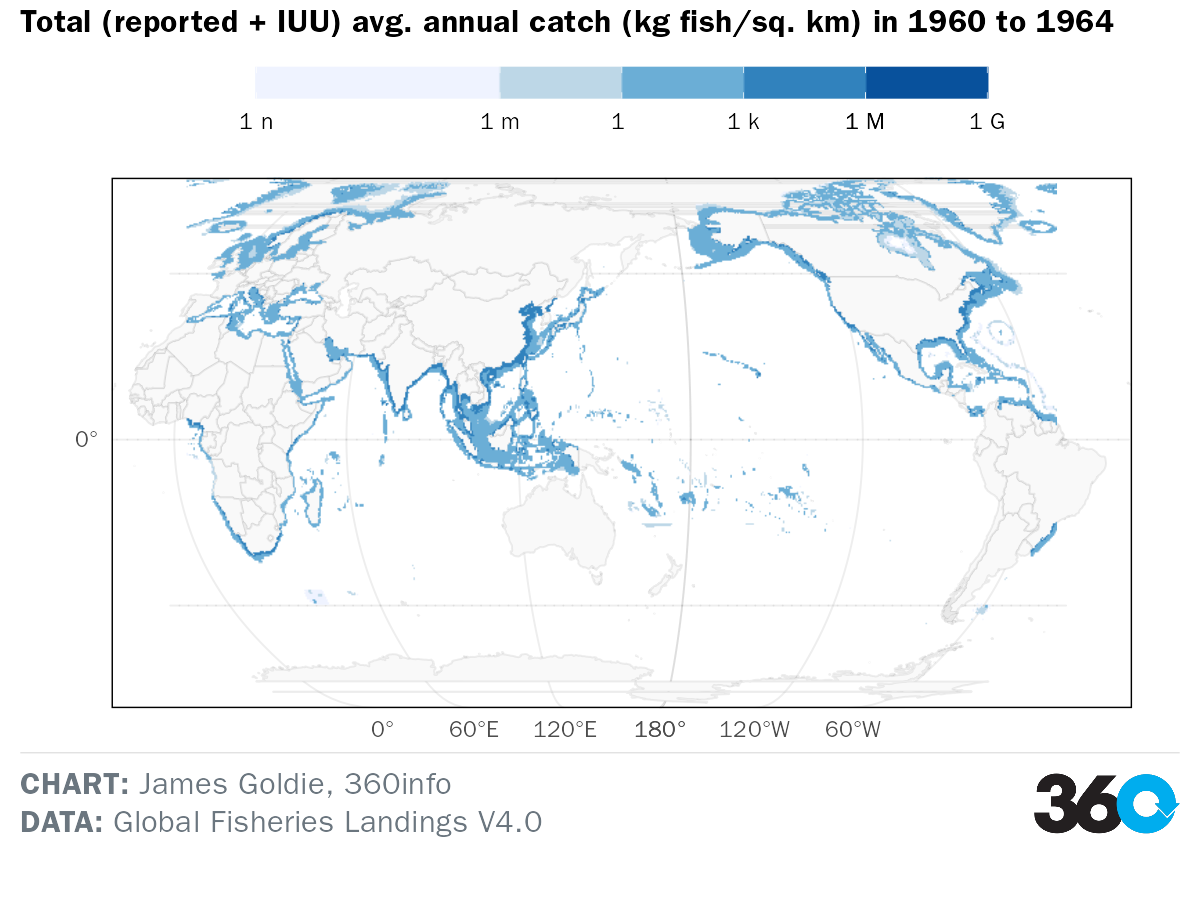 Total (reported + IUU) avg. annual catch (kg fish/sq. km) in 1960 to 1964
1 n 1 m 1 1 k 1 M 1 G
0°
0° 60°E 120°E 180° 120°W 60°W
CHART: James Goldie, 360info
DATA: Global Fisheries Landings V4.0
360